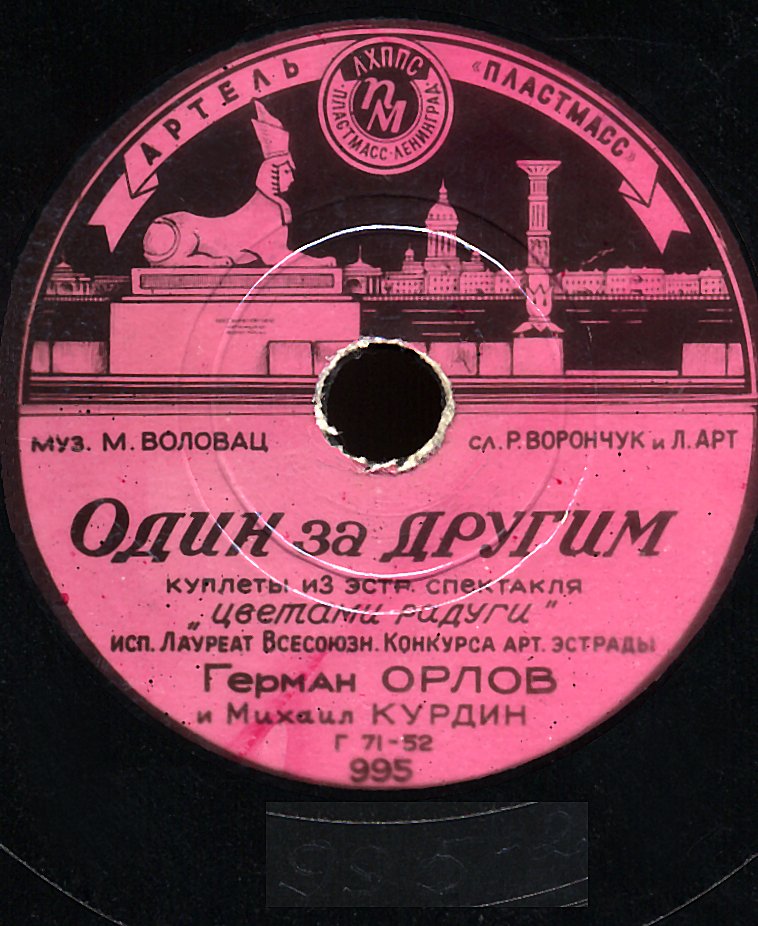 АРТЕЛЬ
«ПЛАСТМАСС»
ЛХППС
ПМ
ПЛАСТМАСС·ЛЕНИНГРАД
МУЗ. М. ВОЛОВАЦ
СЛ. Р. ВОРОНЧУК и Л. АРТ
ОДИН за ДРУГИМ
КУПЛЕТЫ ИЗ ЭСТР. СПЕКТАКЛЯ
„ЦВЕТАМИ РАДУГИ"
ИСП. ЛАУРЕАТ ВСЕСОЮЗН. КОНКУРСА АРТ. ЭСТРАДЫ
ГЕРМАН ОРЛОВ
и МИХАИЛ КУРДИН
Г 71-52
995